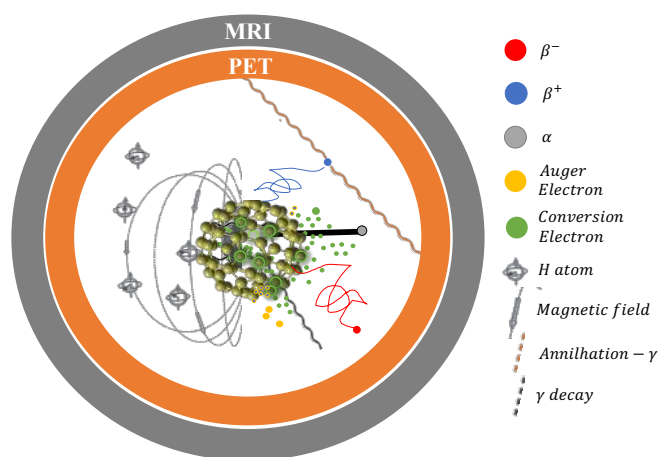 MRI
PET
β⁻
β⁺
α
Auger
Electron
Conversion
Electron
H atom
Magnetic field
Annilhation − γ
γ decay